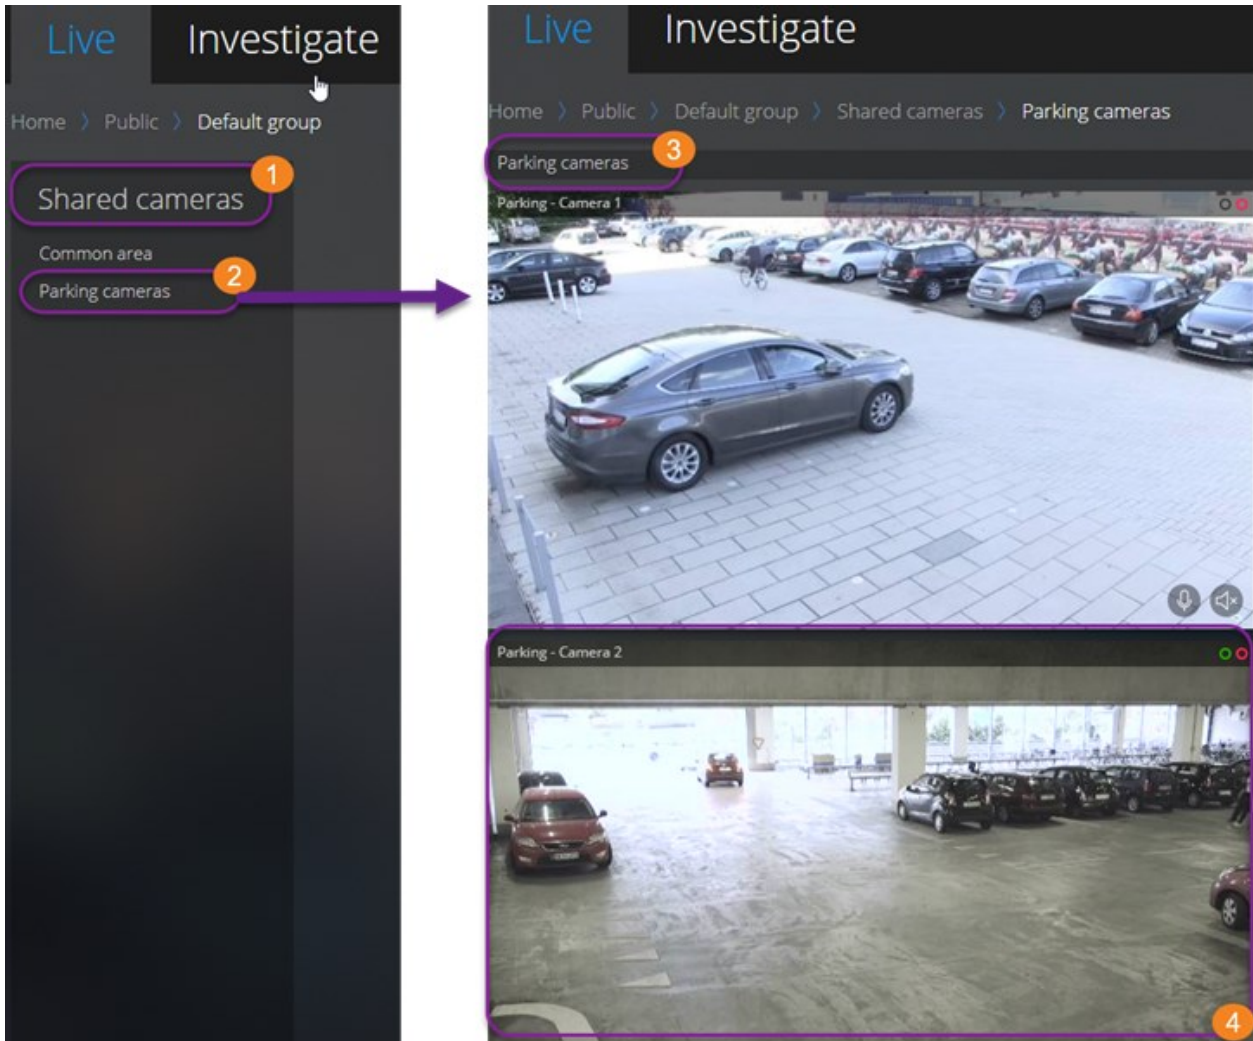 Live Investigate
Home > Public > Default group
Shared cameras 1
Common area
Parking cameras 2
Live Investigate
Home > Public > Default group > Shared cameras > Parking cameras
Parking cameras 3
Parking - Camera 1
Parking - Camera 2
4